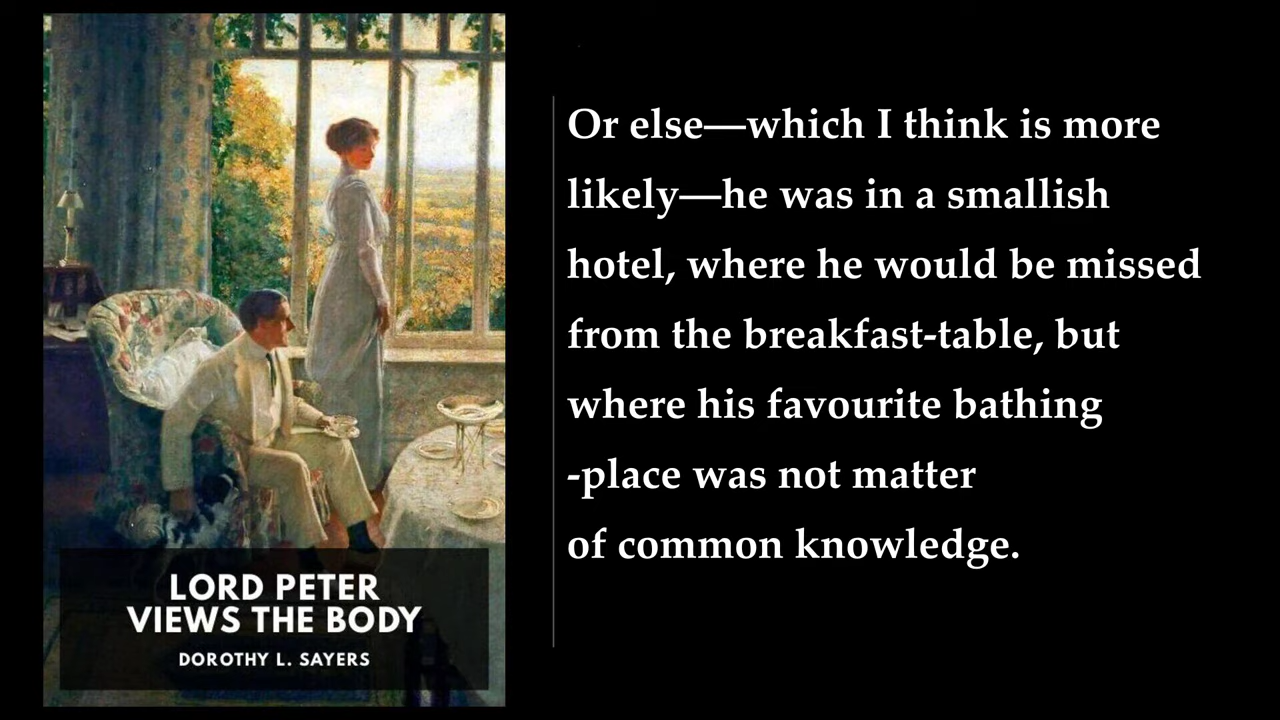 Or else—which I think is more
likely—he was in a smallish
hotel, where he would be missed
from the breakfast-table, but
where his favourite bathing
-place was not matter
of common knowledge.
LORD PETER
VIEWS THE BODY
DOROTHY L. SAYERS